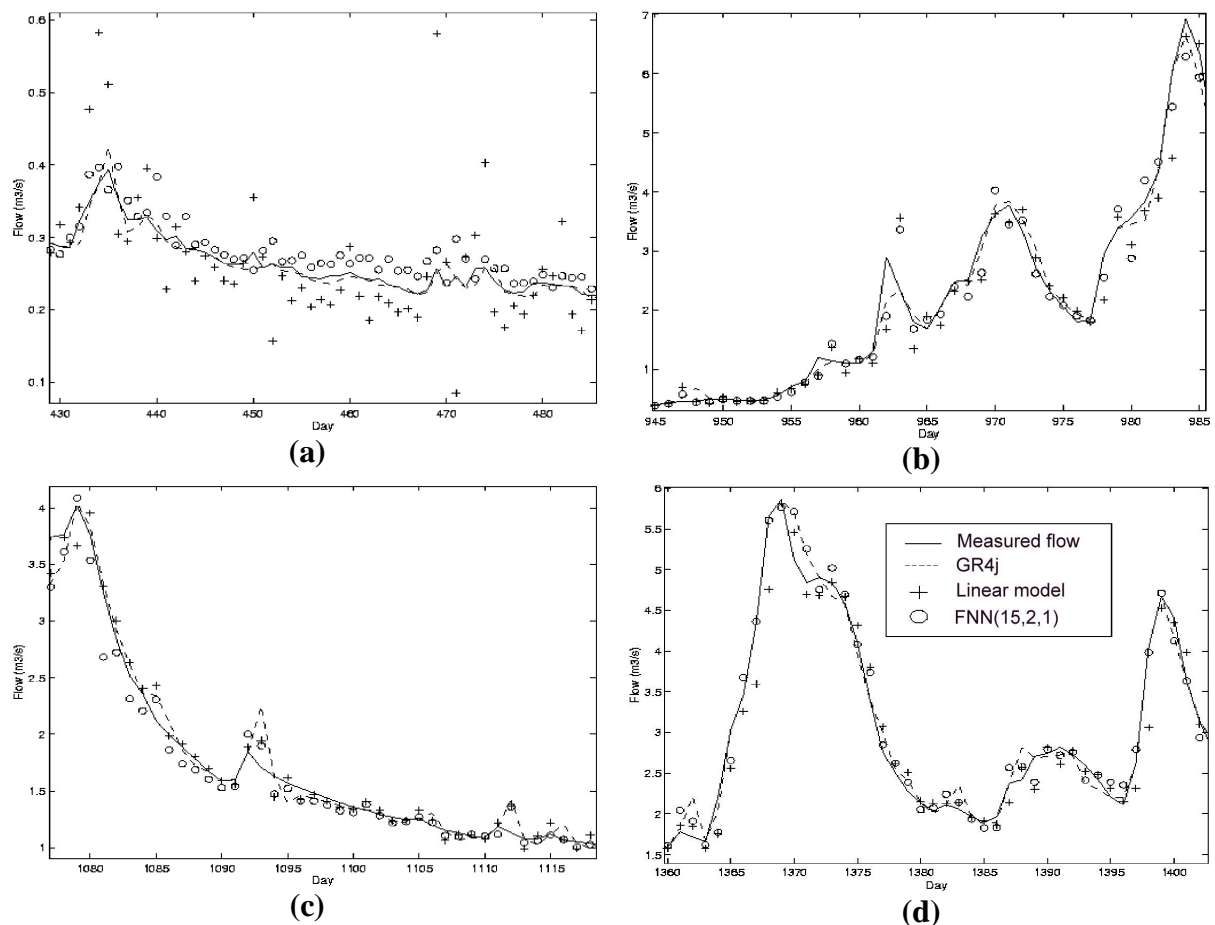 0.6
0.5
0.4
0.3
0.2
0.1
Flow (m3/s)
430 440 450 460 470 480
Day
(a)
7
6
5
4
3
2
1
Flow (m3/s)
945 950 955 960 965 970 975 980 985
Day
(b)
4
3.5
3
2.5
2
1.5
1
Flow (m3/s)
1080 1085 1090 1095 1100 1105 1110 1115
Day
(c)
6
5.5
5
4.5
4
3.5
3
2.5
2
1.5
Flow (m3/s)
Measured flow
GR4j
Linear model
FNN(15,2,1)
1360 1365 1370 1375 1380 1385 1390 1395 1400
Day
(d)